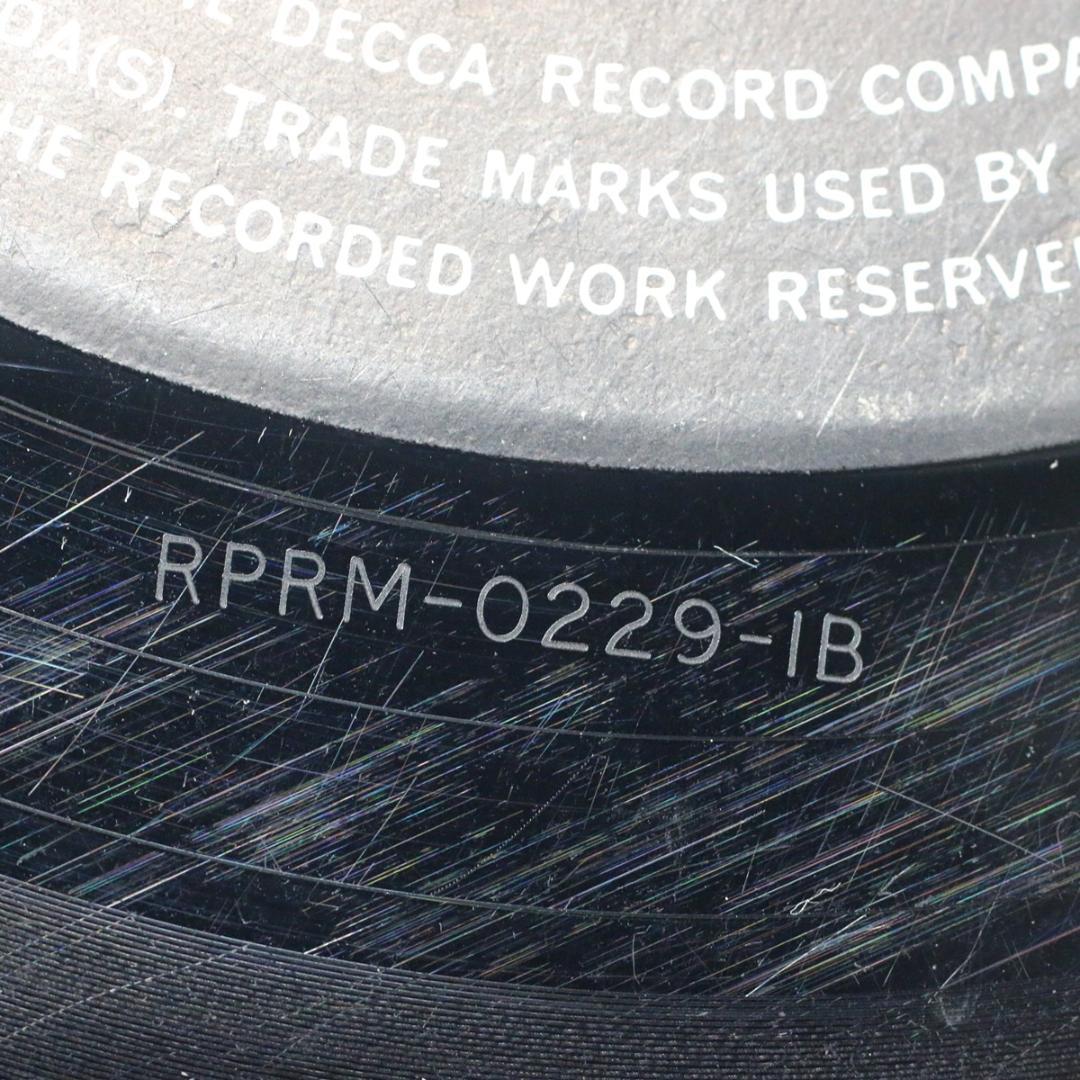 DECCA RECORD COMPA
DA(S). TRADE MARKS USED BY
HE RECORDED WORK RESERVE
RPRM-0229-1B